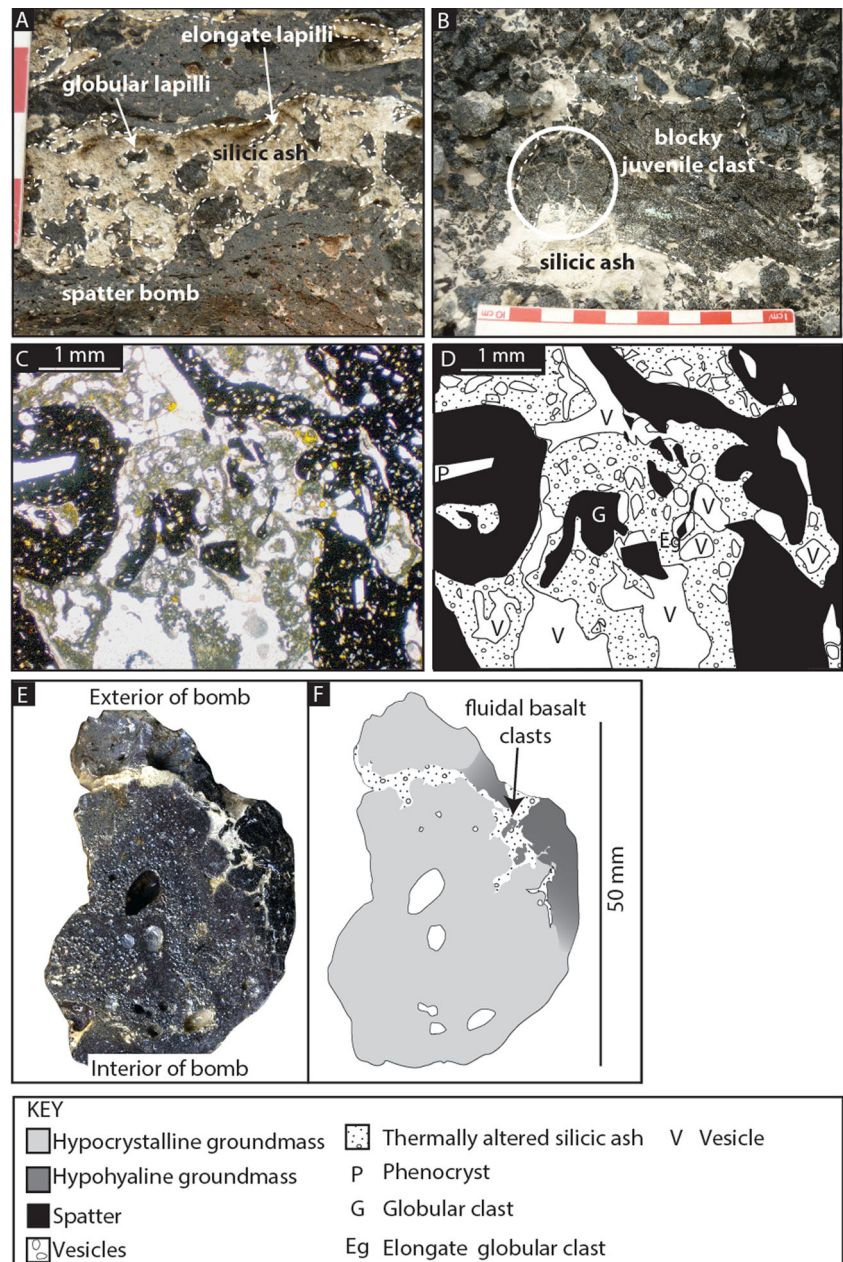 A
elongate lapilli
globular lapilli
silicic ash
spatter bomb
B
blocky
juvenile clast
silicic ash
10 cm
1 cm
C
1 mm
D
1 mm
V
P
G
V
Eg
V
V
V
V
V
E
Exterior of bomb
Interior of bomb
F
fluidal basalt
clasts
50 mm
KEY
Hypocrystalline groundmass
Hypohyaline groundmass
Spatter
Vesicles
Thermally altered silicic ash
P Phenocryst
G Globular clast
Eg Elongate globular clast
V Vesicle